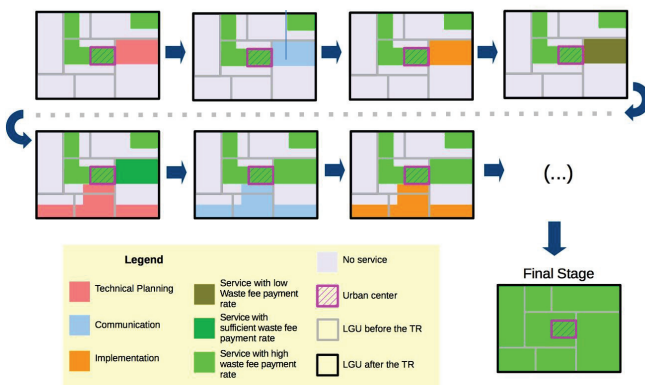 (...)
Final Stage
Legend
Technical Planning
Communication
Implementation
Service with low
Waste fee payment
rate
Service with
sufficient waste fee
payment rate
Service with high
waste fee payment
rate
No service
Urban center
LGU before the TR
LGU after the TR